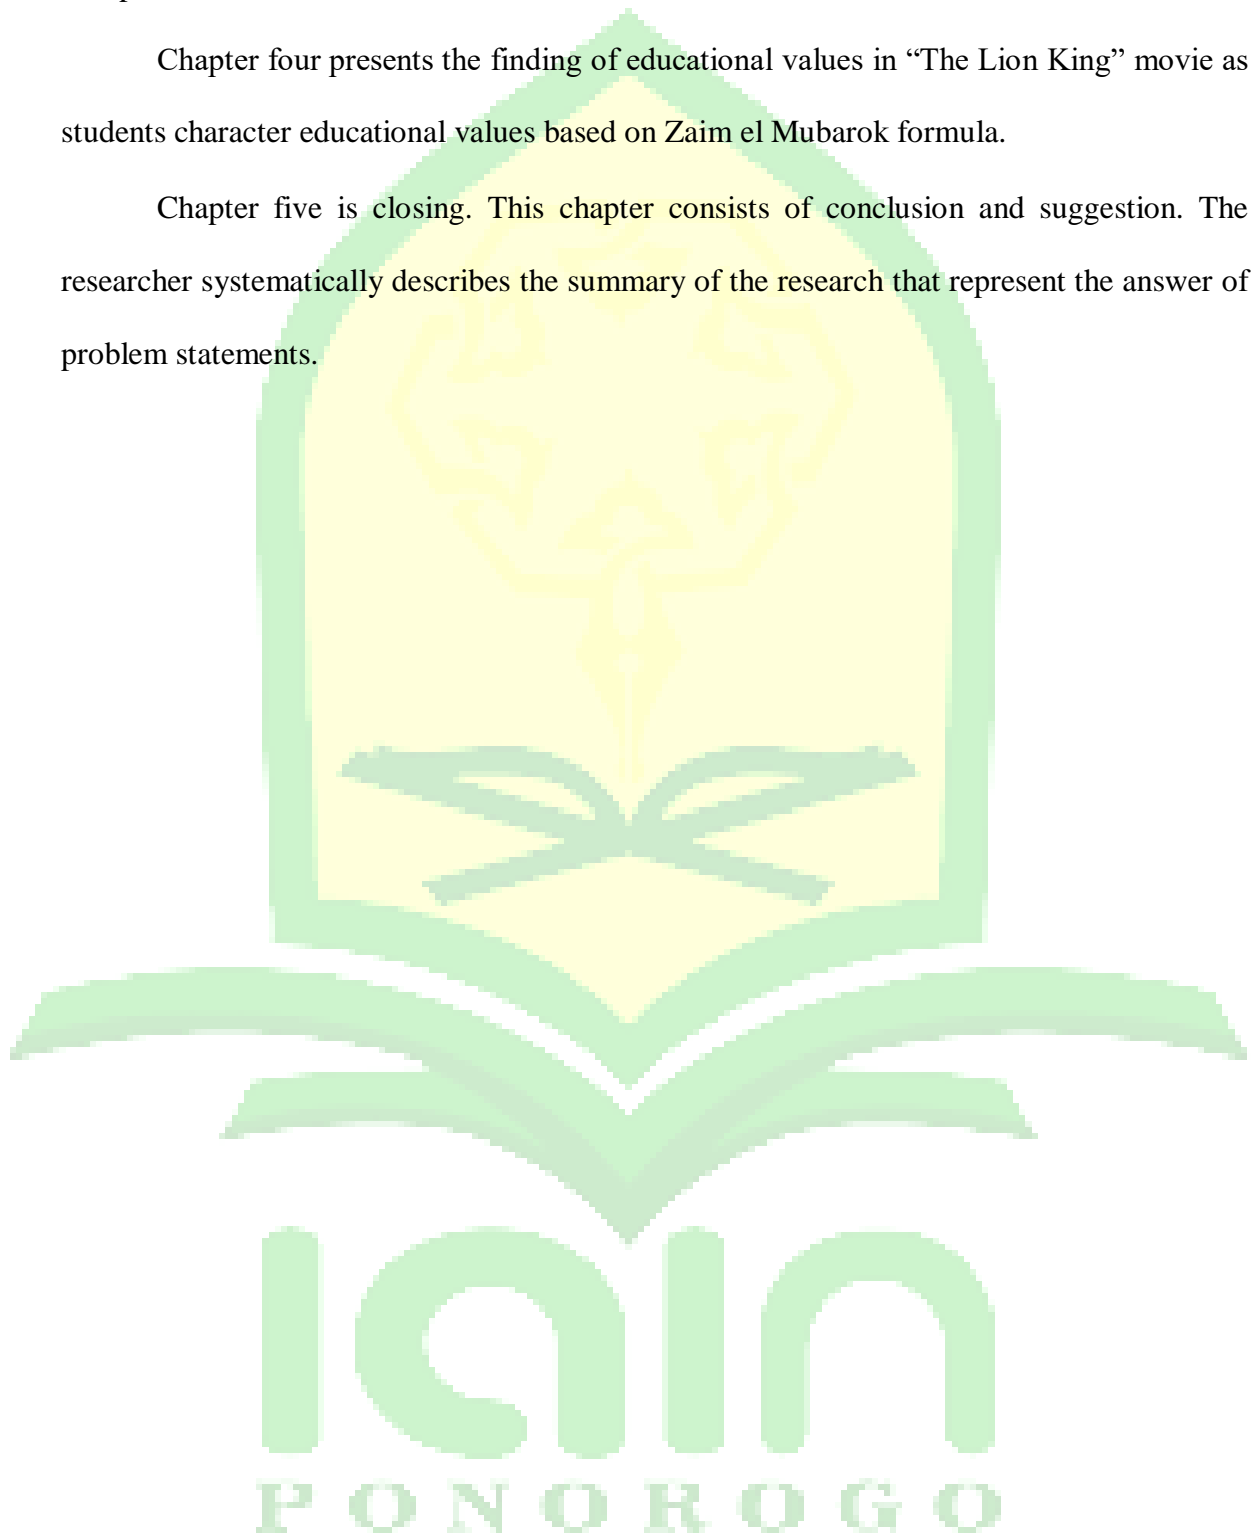 Chapter four presents the finding of educational values in “The Lion King” movie as
students character educational values based on Zaim el Mubarok formula.
Chapter five is closing. This chapter consists of conclusion and suggestion. The
researcher systematically describes the summary of the research that represent the answer of
problem statements.
iain
PONOROGO